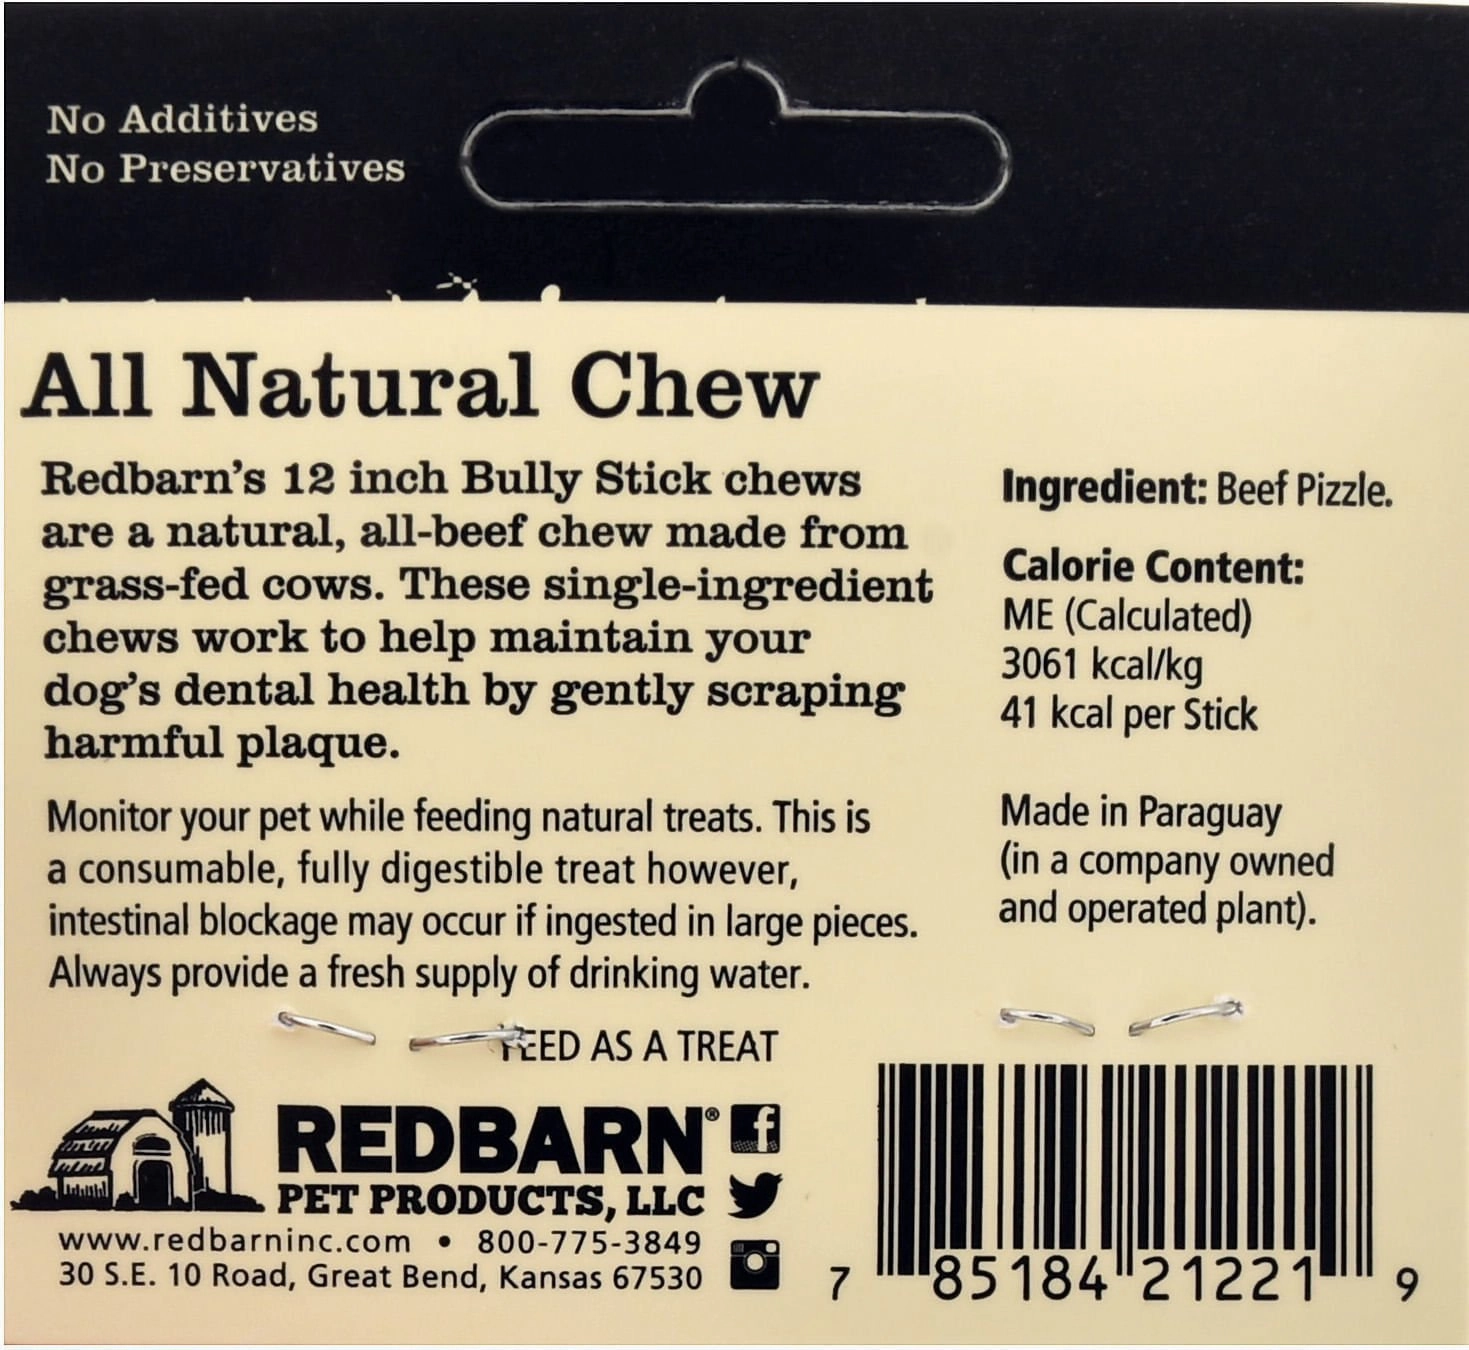 No Additives
No Preservatives
All Natural Chew
Redbarn's 12 inch Bully Stick chews
are a natural, all-beef chew made from
grass-fed cows. These single-ingredient
chews work to help maintain your
dog's dental health by gently scraping
harmful plaque.
Monitor your pet while feeding natural treats. This is
a consumable, fully digestible treat however,
intestinal blockage may occur if ingested in large pieces.
Always provide a fresh supply of drinking water.
FEED AS A TREAT
Ingredient: Beef Pizzle.
Calorie Content:
ME (Calculated)
3061 kcal/kg
41 kcal per Stick
Made in Paraguay
(in a company owned
and operated plant).
REDBARN®
PET PRODUCTS, LLC
www.redbarninc.com • 800-775-3849
30 S.E. 10 Road, Great Bend, Kansas 67530
7 85184 21221 9